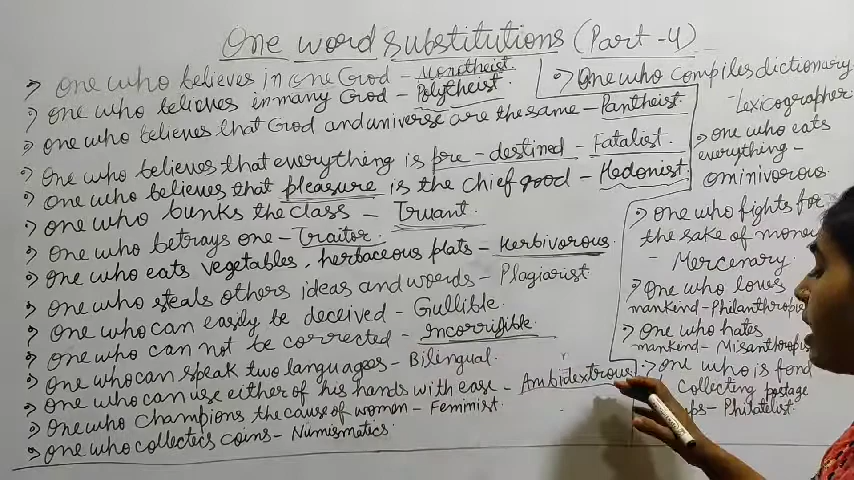 One word substitutions (Part-4)
One who believes in one God - Monotheist
One who believes in many God - Polytheist
One who believes that God and universe are the same - Pantheist
One who believes that everything is pre-destined - Fatalist.
One who believes that pleasure is the chief good - Hedonist
One who bunks the class - Truant
One who betrays one - Traitor.
One who eats vegetables, herbaceous plats - Herbivorous
One who steals others ideas and words - Plagiarist
One who can easily be deceived - Gullible
One who can not be corrected - Incorrifible
One who can speak two languages - Bilingual
One who can use either of his hands with ease - Ambidextrous
One who champions the cause of women - Feminist.
One who collectes coins - Numismatics
One who compiles dictionary
- Lexicographer
One who eats
everything -
Ominivorous
One who fights for
the sake of money
- Mercenary
One who loves
mankind - Philanthropis
One who hates
mankind - Misanthropis
One who is fond
collecting postage
- Philatelist.